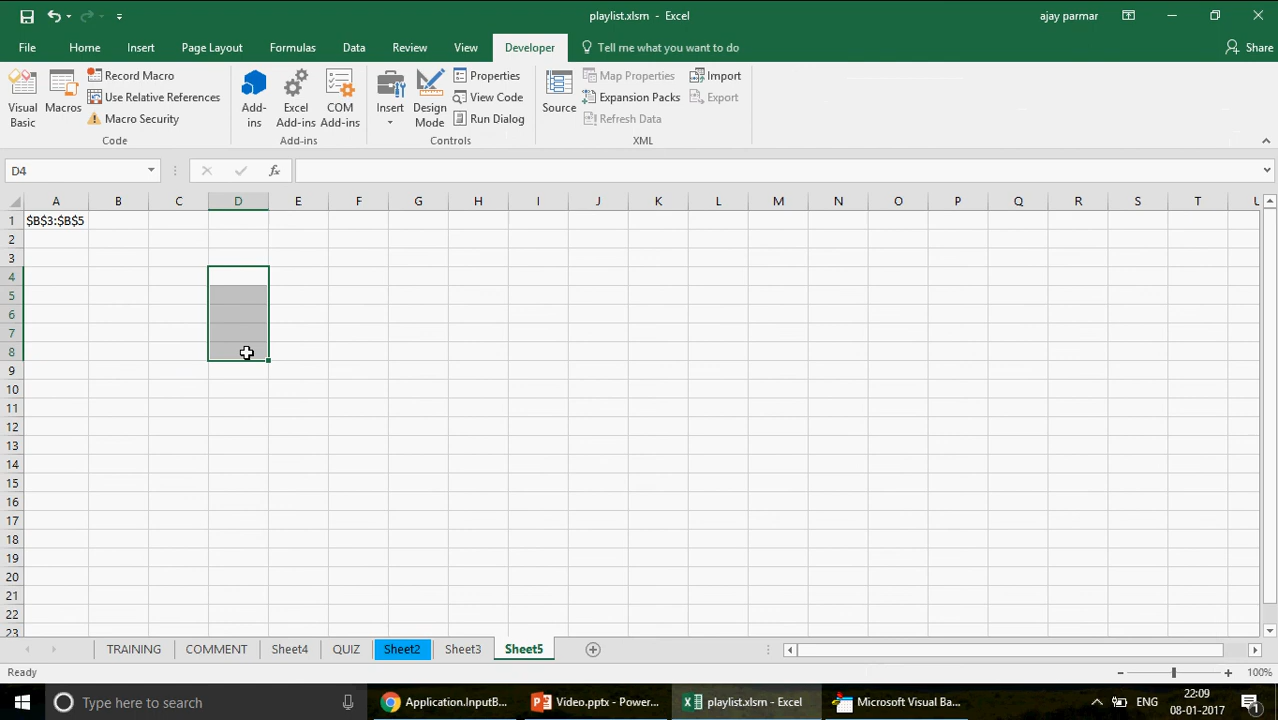 playlist.xlsm - Excel
ajay parmar
File Home Insert Page Layout Formulas Data Review View Developer Tell me what you want to do Share
Visual Basic
Macros
Record Macro
Use Relative References
Macro Security
Code
Add-ins
Excel Add-ins
COM Add-ins
Add-ins
Insert
Design Mode
Properties
View Code
Run Dialog
Controls
Source
Map Properties
Expansion Packs
Refresh Data
Import
Export
XML
D4
fx
A B C D E F G H I J K L M N O P Q R S T U
1 $B$3:$B$5
2
3
4
5
6
7
8
9
10
11
12
13
14
15
16
17
18
19
20
21
22
23
TRAINING COMMENT Sheet4 QUIZ Sheet2 Sheet3 Sheet5
Ready
100%
Type here to search
Application.InputB...
Video.pptx - Power...
playlist.xlsm - Excel
Microsoft Visual Ba...
ENG
22:09
08-01-2017
1